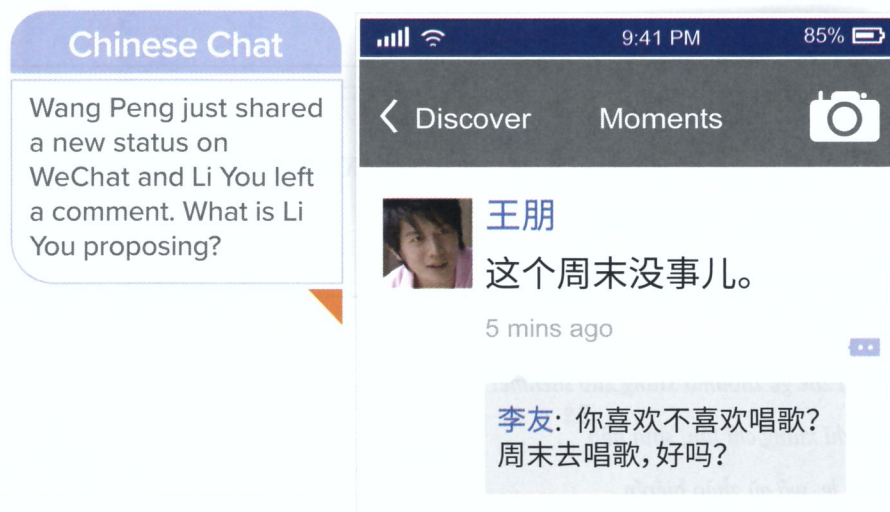 Chinese Chat
Wang Peng just shared
a new status on
WeChat and Li You left
a comment. What is Li
You proposing?
9:41 PM
85%
Discover
Moments
王朋
这个周末没事儿。
5 mins ago
李友: 你喜欢不喜欢唱歌?
周末去唱歌,好吗?